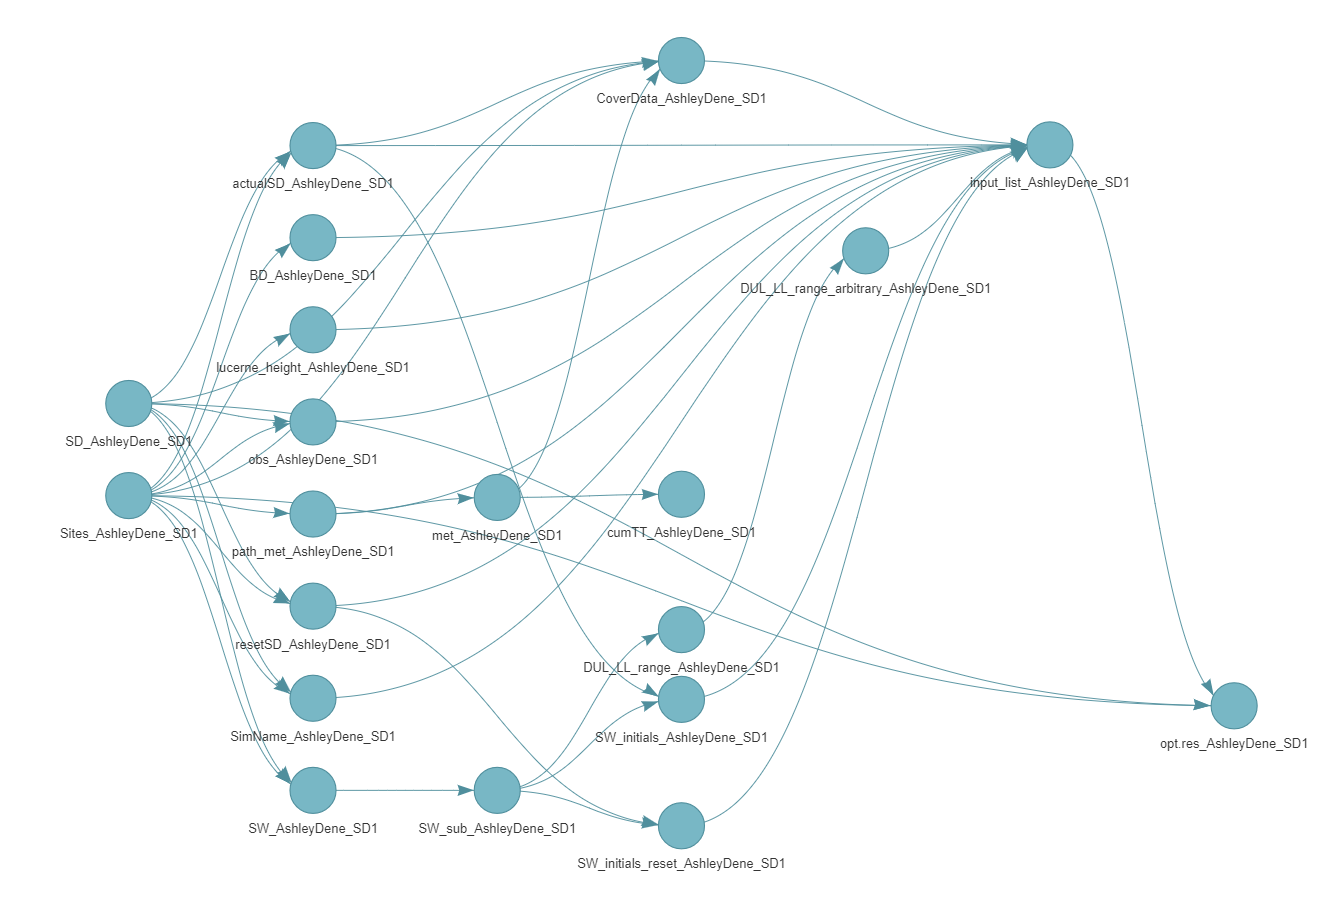 CoverData_AshleyDene_SD1
actualSD_AshleyDene_SD1
input_list_AshleyDene_SD1
BD_AshleyDene_SD1
DUL_LL_range_arbitrary_AshleyDene_SD1
lucerne_height_AshleyDene_SD1
SD_AshleyDene_SD1
obs_AshleyDene_SD1
Sites_AshleyDene_SD1
path_met_AshleyDene_SD1
met_AshleyDene_SD1
cumTT_AshleyDene_SD1
resetSD_AshleyDene_SD1
DUL_LL_range_AshleyDene_SD1
SimName_AshleyDene_SD1
SW_initials_AshleyDene_SD1
opt.res_AshleyDene_SD1
SW_AshleyDene_SD1
SW_sub_AshleyDene_SD1
SW_initials_reset_AshleyDene_SD1